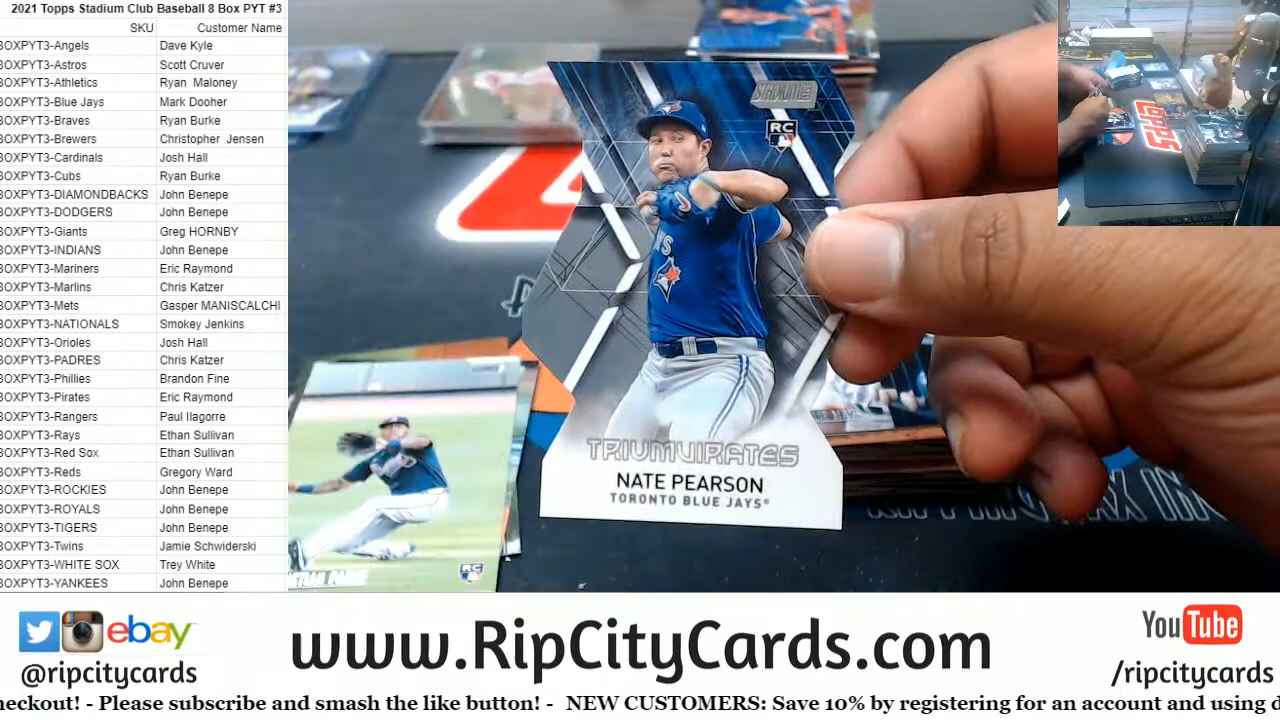 2021 Topps Stadium Club Baseball 8 Box PYT #3
SKU Customer Name
BOXPYT3-Angels Dave Kyle
BOXPYT3-Astros Scott Cruver
BOXPYT3-Athletics Ryan Maloney
BOXPYT3-Blue Jays Mark Dooher
BOXPYT3-Braves Ryan Burke
BOXPYT3-Brewers Christopher Jensen
BOXPYT3-Cardinals Josh Hall
BOXPYT3-Cubs Ryan Burke
BOXPYT3-DIAMONDBACKS John Benepe
BOXPYT3-DODGERS John Benepe
BOXPYT3-Giants Greg HORNBY
BOXPYT3-INDIANS John Benepe
BOXPYT3-Mariners Eric Raymond
BOXPYT3-Marlins Chris Katzer
BOXPYT3-Mets Gasper MANISCALCHI
BOXPYT3-NATIONALS Smokey Jenkins
BOXPYT3-Orioles Josh Hall
BOXPYT3-PADRES Chris Katzer
BOXPYT3-Phillies Brandon Fine
BOXPYT3-Pirates Eric Raymond
BOXPYT3-Rangers Paul Ilagorre
BOXPYT3-Rays Ethan Sullivan
BOXPYT3-Red Sox Ethan Sullivan
BOXPYT3-Reds Gregory Ward
BOXPYT3-ROCKIES John Benepe
BOXPYT3-ROYALS John Benepe
BOXPYT3-TIGERS John Benepe
BOXPYT3-Twins Jamie Schwiderski
BOXPYT3-WHITE SOX Trey White
BOXPYT3-YANKEES John Benepe
RC
TRIUMVIRATES
NATE PEARSON
TORONTO BLUE JAYS®
RC
TOPPS
ebay
@ripcitycards
www.RipCityCards.com
YouTube
/ripcitycards
heckout! - Please subscribe and smash the like button! - NEW CUSTOMERS: Save 10% by registering for an account and using d